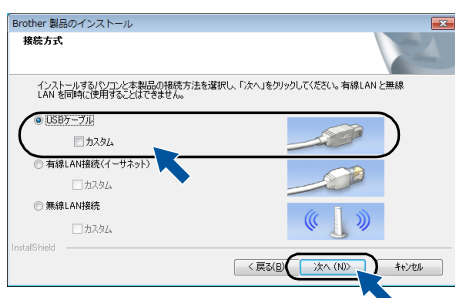 Brother 製品のインストール
接続方式
インストールするパソコンと本製品の接続方法を選択し、「次へ」をクリックしてください。有線LAN と無線
LAN を同時に使用することはできません。
USBケーブル
カスタム
有線LAN接続(イーサネット)
カスタム
無線LAN接続
カスタム
InstallShield
< 戻る(B)
次へ (N)>
キャンセル